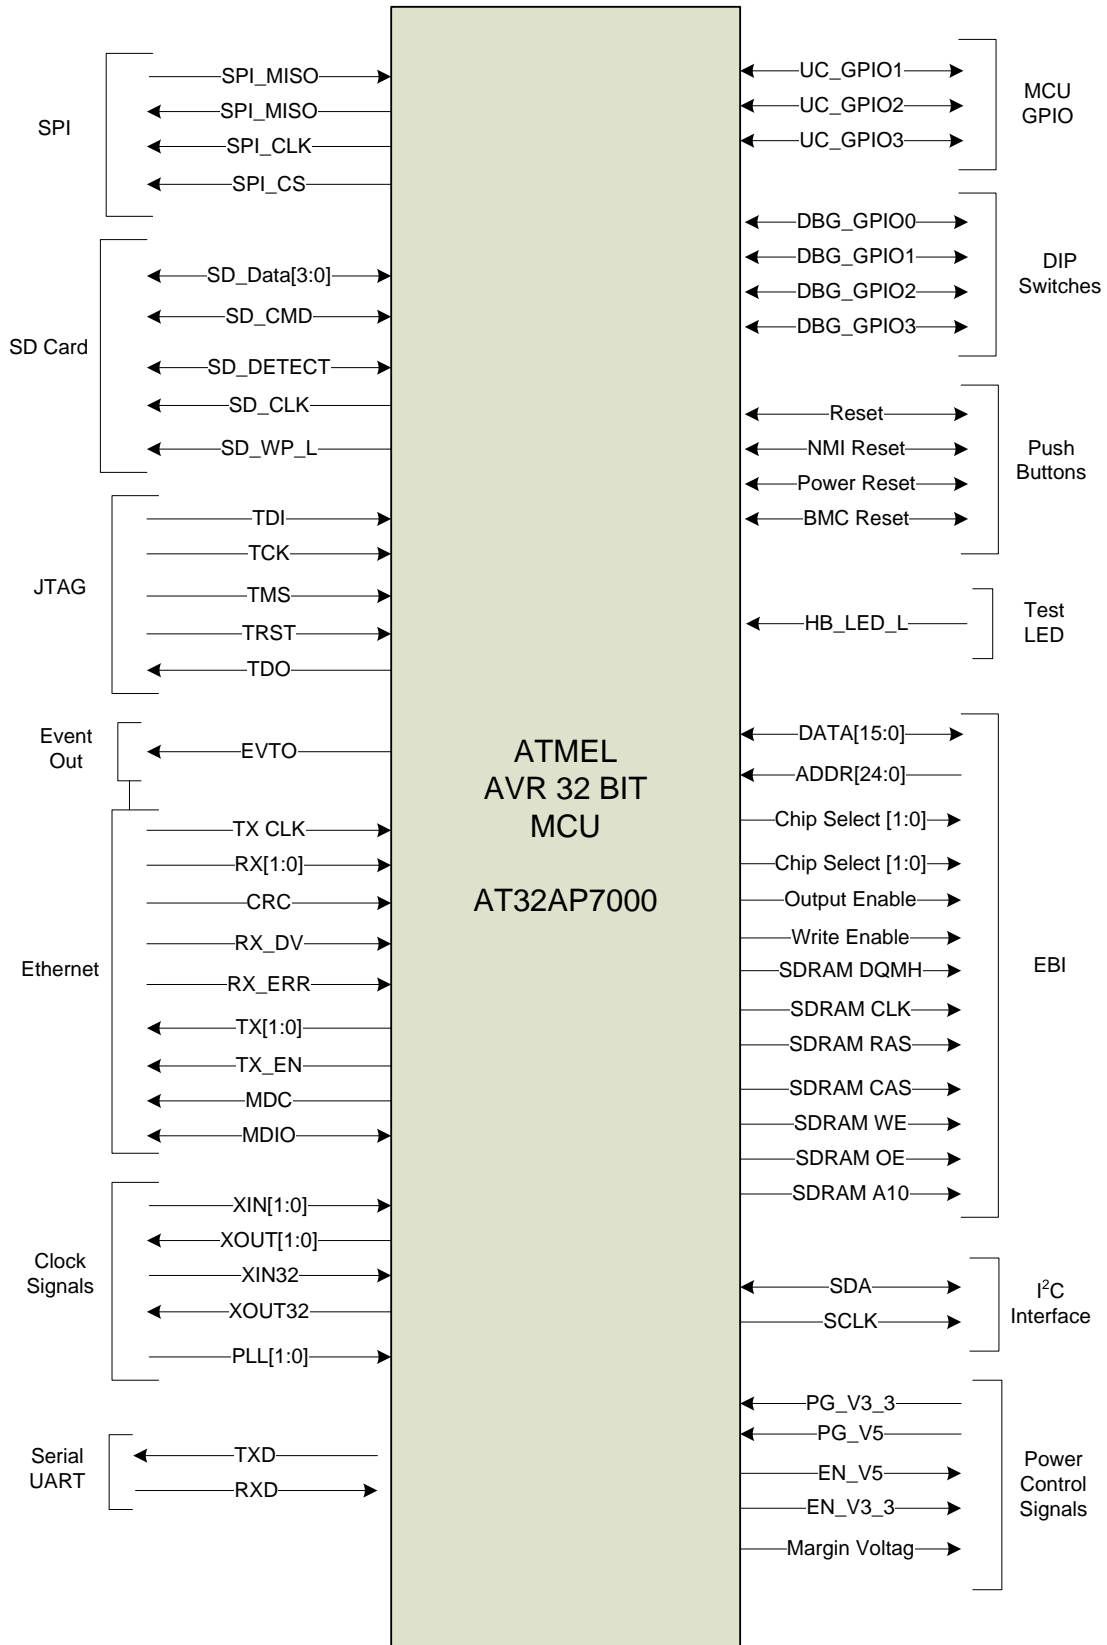 SPI
SPI_MISO
SPI_MISO
SPI_CLK
SPI_CS
SD Card
SD_Data[3:0]
SD_CMD
SD_DETECT
SD_CLK
SD_WP_L
JTAG
TDI
TCK
TMS
TRST
TDO
Event
Out
EVTO
Ethernet
TX CLK
RX[1:0]
CRC
RX_DV
RX_ERR
TX[1:0]
TX_EN
MDC
MDIO
Clock
Signals
XIN[1:0]
XOUT[1:0]
XIN32
XOUT32
PLL[1:0]
Serial
UART
TXD
RXD
ATMEL
AVR 32 BIT
MCU
AT32AP7000
UC_GPIO1
UC_GPIO2
UC_GPIO3
MCU
GPIO
DBG_GPIO0
DBG_GPIO1
DBG_GPIO2
DBG_GPIO3
DIP
Switches
Reset
NMI Reset
Power Reset
BMC Reset
Push
Buttons
HB_LED_L
Test
LED
DATA[15:0]
ADDR[24:0]
Chip Select [1:0]
Chip Select [1:0]
Output Enable
Write Enable
SDRAM DQMH
SDRAM CLK
SDRAM RAS
SDRAM CAS
SDRAM WE
SDRAM OE
SDRAM A10
EBI
SDA
SCLK
I²C
Interface
PG_V3_3
PG_V5
EN_V5
EN_V3_3
Margin Voltag
Power
Control
Signals